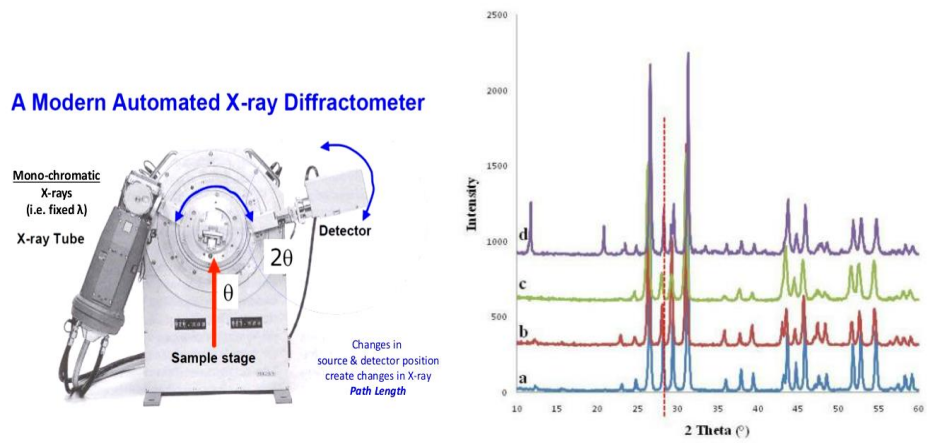 A Modern Automated X-ray Diffractometer
Mono-chromatic
X-rays
(i.e. fixed λ)
X-ray Tube
Detector
2θ
θ
Sample stage
Changes in
source & detector position
create changes in X-ray
Path Length
2500
2000
1500
1000
500
0
Intensity
d
c
b
a
10 15 20 25 30 35 40 45 50 55 60
2 Theta (°)